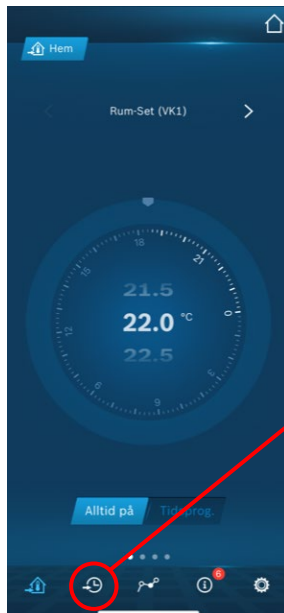 Hem
Rum-Set (VK1)
18
21
15
21.5
22.0 °C
0
12
22.5
3
6
9
Alltid på
Tidsprog.
6